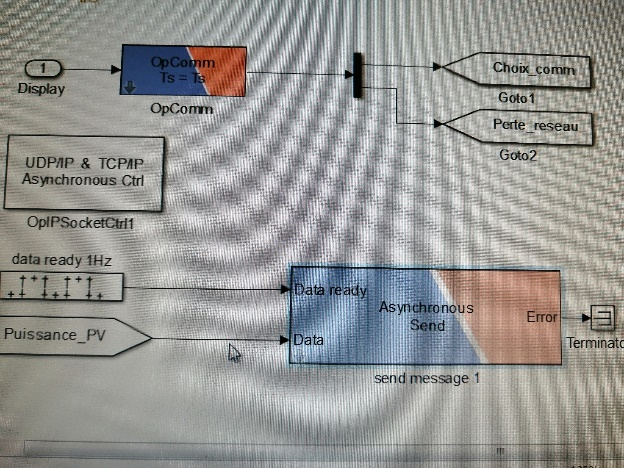 1
Display
OpComm
Ts = Ts
OpComm
Choix_comm
Goto1
Perte_reseau
Goto2
UDP/IP & TCP/IP
Asynchronous Ctrl
OpIPSocketCtrl1
data ready 1Hz
Puissance_PV
Data ready
Data
Asynchronous
Send
Error
send message 1
Terminato